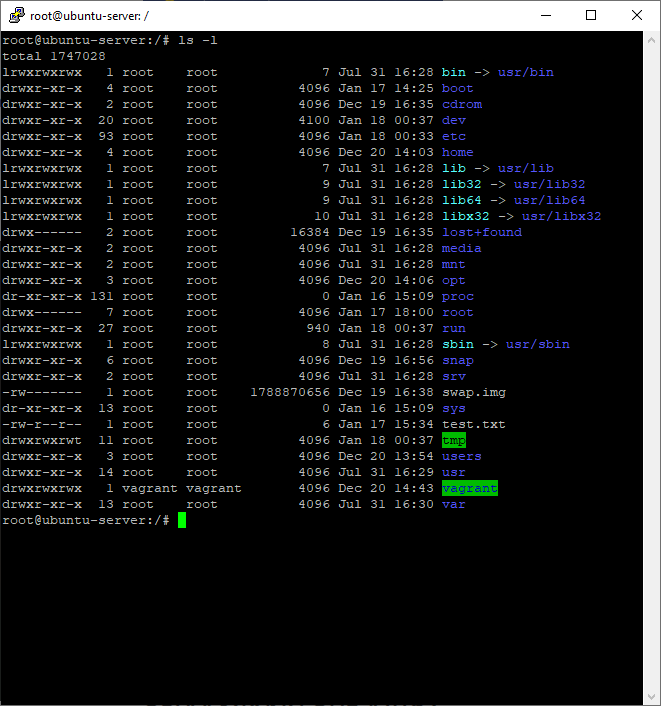 root@ubuntu-server: /
root@ubuntu-server:/# ls -l
total 1747028
lrwxrwxrwx   1 root    root             7 Jul 31 16:28 bin -> usr/bin
drwxr-xr-x   4 root    root          4096 Jan 17 14:25 boot
drwxr-xr-x   2 root    root          4096 Dec 19 16:35 cdrom
drwxr-xr-x  20 root    root          4100 Jan 18 00:37 dev
drwxr-xr-x  93 root    root          4096 Jan 18 00:33 etc
drwxr-xr-x   4 root    root          4096 Dec 20 14:03 home
lrwxrwxrwx   1 root    root             7 Jul 31 16:28 lib -> usr/lib
lrwxrwxrwx   1 root    root             9 Jul 31 16:28 lib32 -> usr/lib32
lrwxrwxrwx   1 root    root             9 Jul 31 16:28 lib64 -> usr/lib64
lrwxrwxrwx   1 root    root            10 Jul 31 16:28 libx32 -> usr/libx32
drwx------   2 root    root         16384 Dec 19 16:35 lost+found
drwxr-xr-x   2 root    root          4096 Jul 31 16:28 media
drwxr-xr-x   2 root    root          4096 Jul 31 16:28 mnt
drwxr-xr-x   3 root    root          4096 Dec 20 14:06 opt
dr-xr-xr-x 131 root    root             0 Jan 16 15:09 proc
drwx------   7 root    root          4096 Jan 17 18:00 root
drwxr-xr-x  27 root    root           940 Jan 18 00:37 run
lrwxrwxrwx   1 root    root             8 Jul 31 16:28 sbin -> usr/sbin
drwxr-xr-x   6 root    root          4096 Dec 19 16:56 snap
drwxr-xr-x   2 root    root          4096 Jul 31 16:28 srv
-rw-------   1 root    root    1788870656 Dec 19 16:38 swap.img
dr-xr-xr-x  13 root    root             0 Jan 16 15:09 sys
-rw-r--r--   1 root    root             6 Jan 17 15:34 test.txt
drwxrwxrwt  11 root    root          4096 Jan 18 00:37 tmp
drwxr-xr-x   3 root    root          4096 Dec 20 13:54 users
drwxr-xr-x  14 root    root          4096 Jul 31 16:29 usr
drwxrwxrwx   1 vagrant vagrant       4096 Dec 20 14:43 vagrant
drwxr-xr-x  13 root    root          4096 Jul 31 16:30 var
root@ubuntu-server:/#